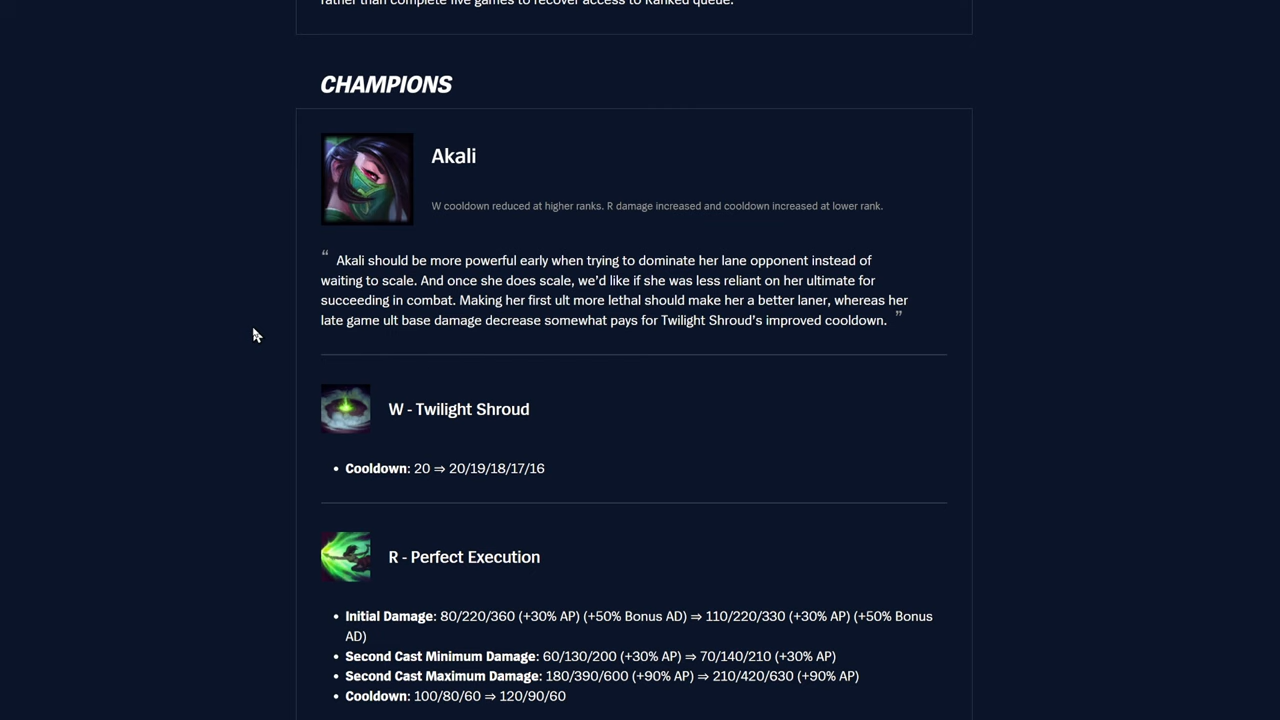 rather than complete five games to recover access to Ranked queue.
CHAMPIONS
Akali
W cooldown reduced at higher ranks. R damage increased and cooldown increased at lower rank.
“ Akali should be more powerful early when trying to dominate her lane opponent instead of
waiting to scale. And once she does scale, we’d like if she was less reliant on her ultimate for
succeeding in combat. Making her first ult more lethal should make her a better laner, whereas her
late game ult base damage decrease somewhat pays for Twilight Shroud’s improved cooldown. ”
W - Twilight Shroud
• Cooldown: 20 ⇒ 20/19/18/17/16
R - Perfect Execution
• Initial Damage: 80/220/360 (+30% AP) (+50% Bonus AD) ⇒ 110/220/330 (+30% AP) (+50% Bonus
AD)
• Second Cast Minimum Damage: 60/130/200 (+30% AP) ⇒ 70/140/210 (+30% AP)
• Second Cast Maximum Damage: 180/390/600 (+90% AP) ⇒ 210/420/630 (+90% AP)
• Cooldown: 100/80/60 ⇒ 120/90/60